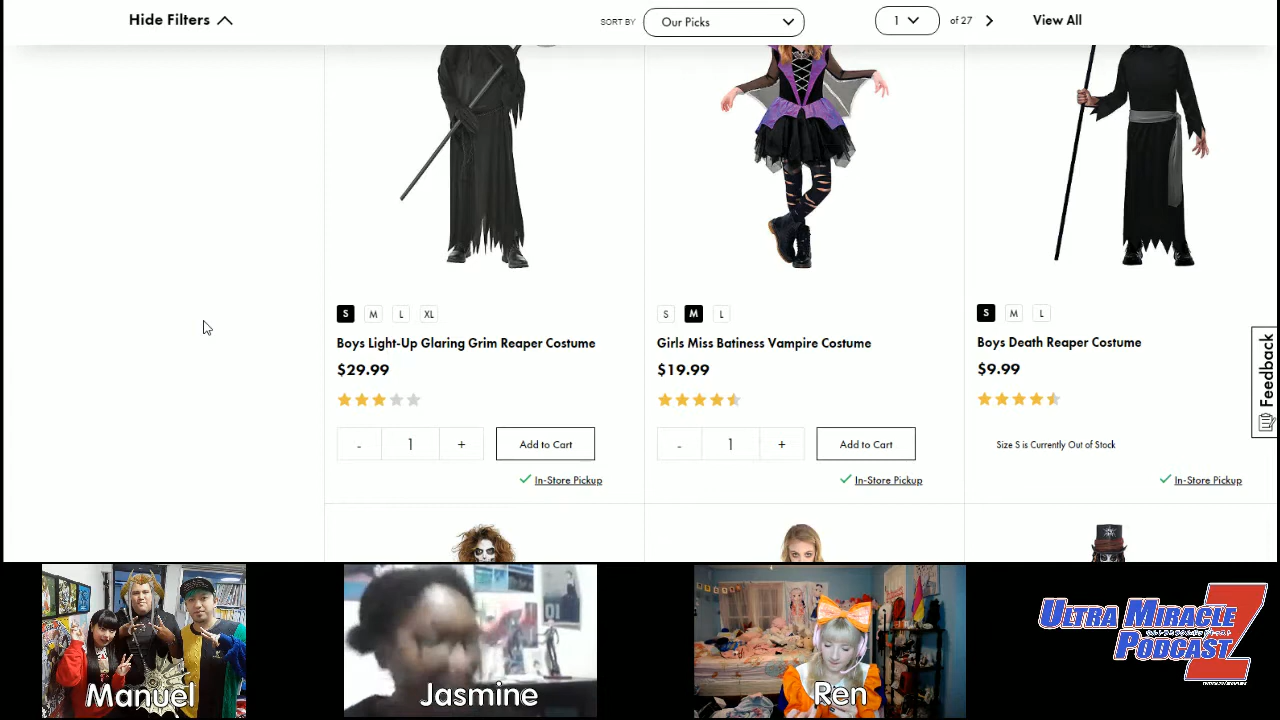 Hide Filters
SORT BY
Our Picks
1
of 27
View All
S M L XL
S M L
S M L
Boys Light-Up Glaring Grim Reaper Costume
Girls Miss Batiness Vampire Costume
Boys Death Reaper Costume
$29.99
$19.99
$9.99
- 1 + Add to Cart
- 1 + Add to Cart
Size S is Currently Out of Stock
In-Store Pickup
In-Store Pickup
In-Store Pickup
Feedback
Manuel
Jasmine
Ren
ULTRA MIRACLE
PODCAST
Z